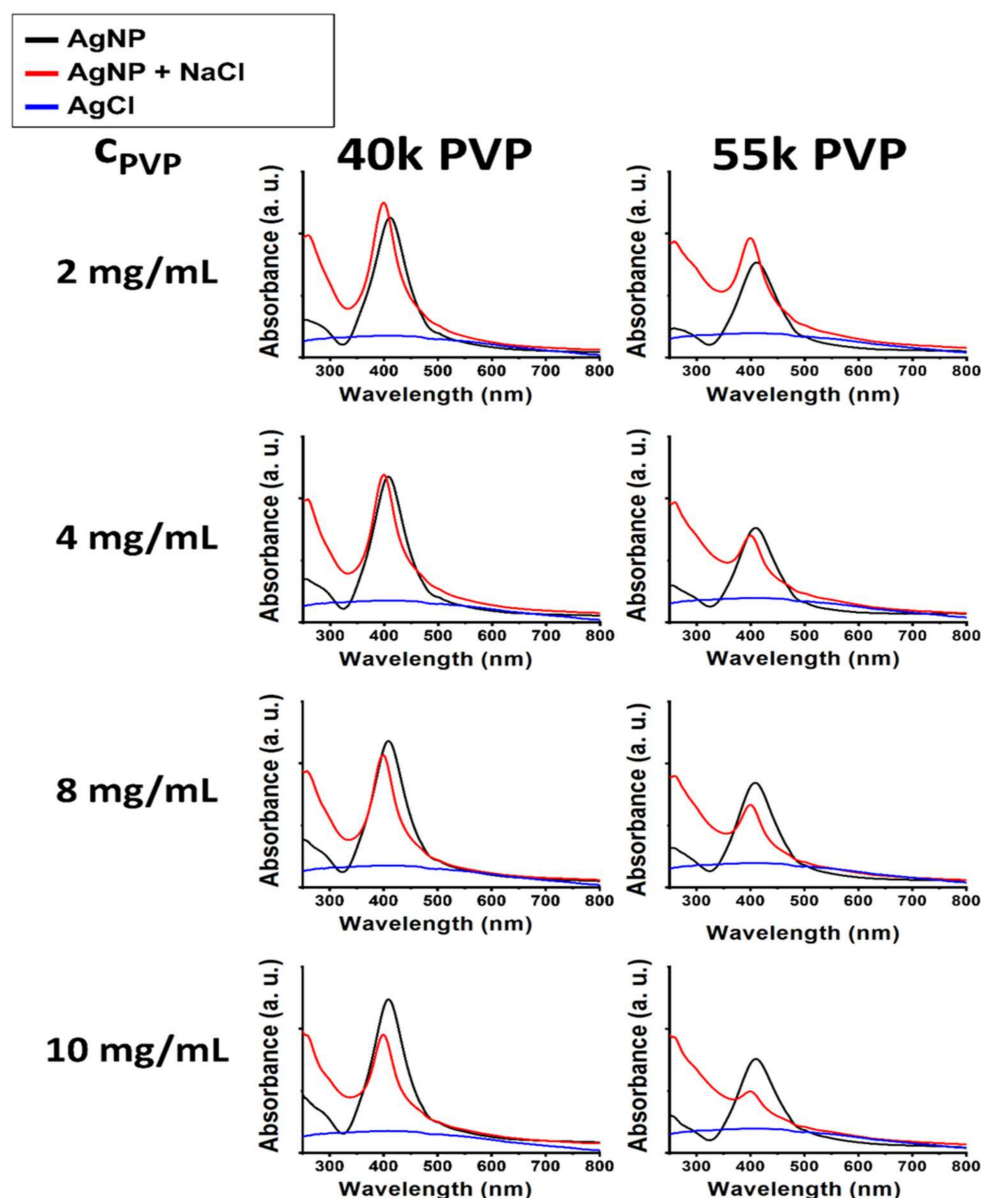 AgNP
AgNP + NaCl
AgCl
cPVP 40k PVP 55k PVP
2 mg/mL
Absorbance (a. u.)
300 400 500 600 700 800
Wavelength (nm)
Absorbance (a. u.)
300 400 500 600 700 800
Wavelength (nm)
4 mg/mL
Absorbance (a. u.)
300 400 500 600 700 800
Wavelength (nm)
Absorbance (a. u.)
300 400 500 600 700 800
Wavelength (nm)
8 mg/mL
Absorbance (a. u.)
300 400 500 600 700 800
Wavelength (nm)
Absorbance (a. u.)
300 400 500 600 700 800
Wavelength (nm)
10 mg/mL
Absorbance (a. u.)
300 400 500 600 700 800
Wavelength (nm)
Absorbance (a. u.)
300 400 500 600 700 800
Wavelength (nm)